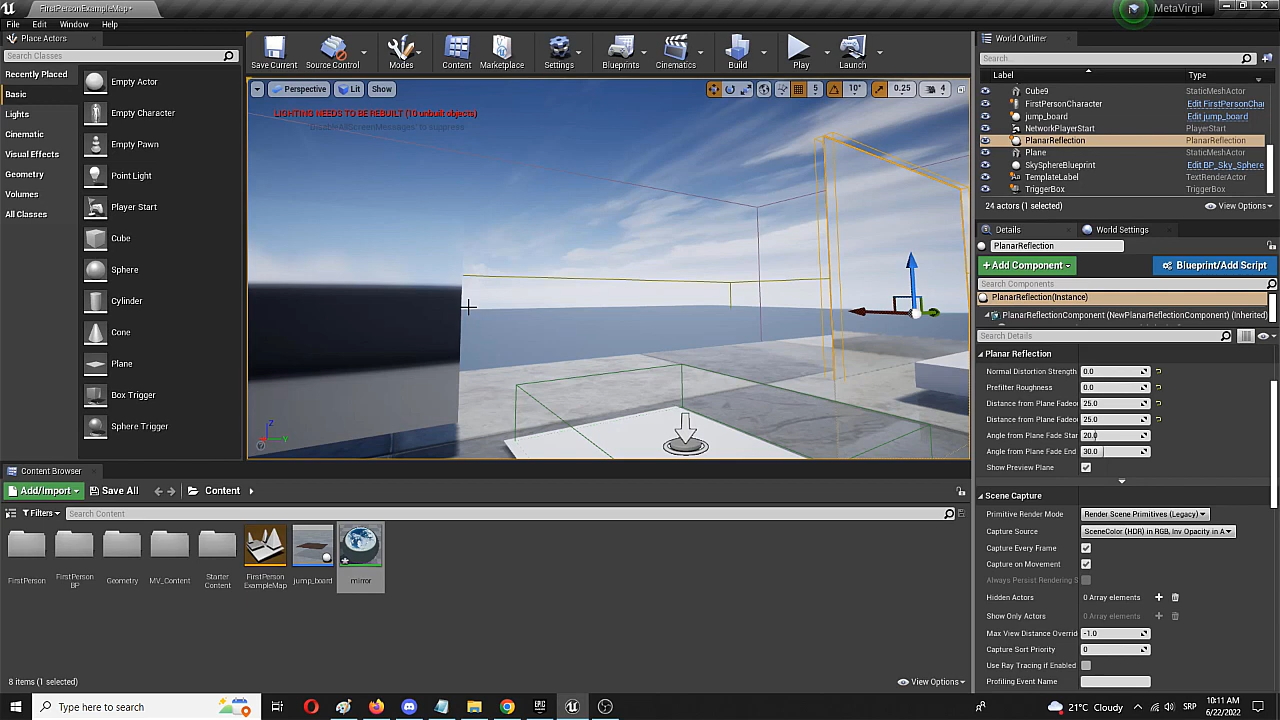 FirstPersonExampleMap*
MetaVirgil
File Edit Window Help
Place Actors
Search Classes
Recently Placed
Basic
Lights
Cinematic
Visual Effects
Geometry
Volumes
All Classes
Empty Actor
Empty Character
Empty Pawn
Point Light
Player Start
Cube
Sphere
Cylinder
Cone
Plane
Box Trigger
Sphere Trigger
Save Current
Source Control
Modes
Content
Marketplace
Settings
Blueprints
Cinematics
Build
Play
Launch
Perspective
Lit
Show
5
10°
0.25
4
LIGHTING NEEDS TO BE REBUILT (10 unbuilt objects)
'DisableAllScreenMessages' to suppress
Z
Y
World Outliner
Search...
Label Type
Cube9 StaticMeshActor
FirstPersonCharacter Edit FirstPersonChar
jump_board Edit jump_board
NetworkPlayerStart PlayerStart
PlanarReflection PlanarReflection
Plane StaticMeshActor
SkySphereBlueprint Edit BP_Sky_Sphere
TemplateLabel TextRenderActor
TriggerBox TriggerBox
24 actors (1 selected)
View Options
Details
World Settings
PlanarReflection
+Add Component
Blueprint/Add Script
Search Components
PlanarReflection(Instance)
PlanarReflectionComponent (NewPlanarReflectionComponent) (Inherited)
Search Details
Planar Reflection
Normal Distortion Strength 0.0
Prefilter Roughness 0.0
Distance from Plane Fadeou 25.0
Distance from Plane Fadeou 25.0
Angle from Plane Fade Star 20.0
Angle from Plane Fade End 30.0
Show Preview Plane
Scene Capture
Primitive Render Mode Render Scene Primitives (Legacy)
Capture Source SceneColor (HDR) in RGB, Inv Opacity in A
Capture Every Frame
Capture on Movement
Always Persist Rendering S
Hidden Actors 0 Array elements
Show Only Actors 0 Array elements
Max View Distance Overrid -1.0
Capture Sort Priority 0
Use Ray Tracing if Enabled
Profiling Event Name
Content Browser
Add/Import
Save All
Content
Filters
Search Content
FirstPerson
FirstPerson
BP
Geometry
MV_Content
Starter
Content
FirstPerson
ExampleMap
jump_board
mirror
8 items (1 selected)
View Options
Type here to search
21°C Cloudy
SRP
10:11 AM
6/22/2022